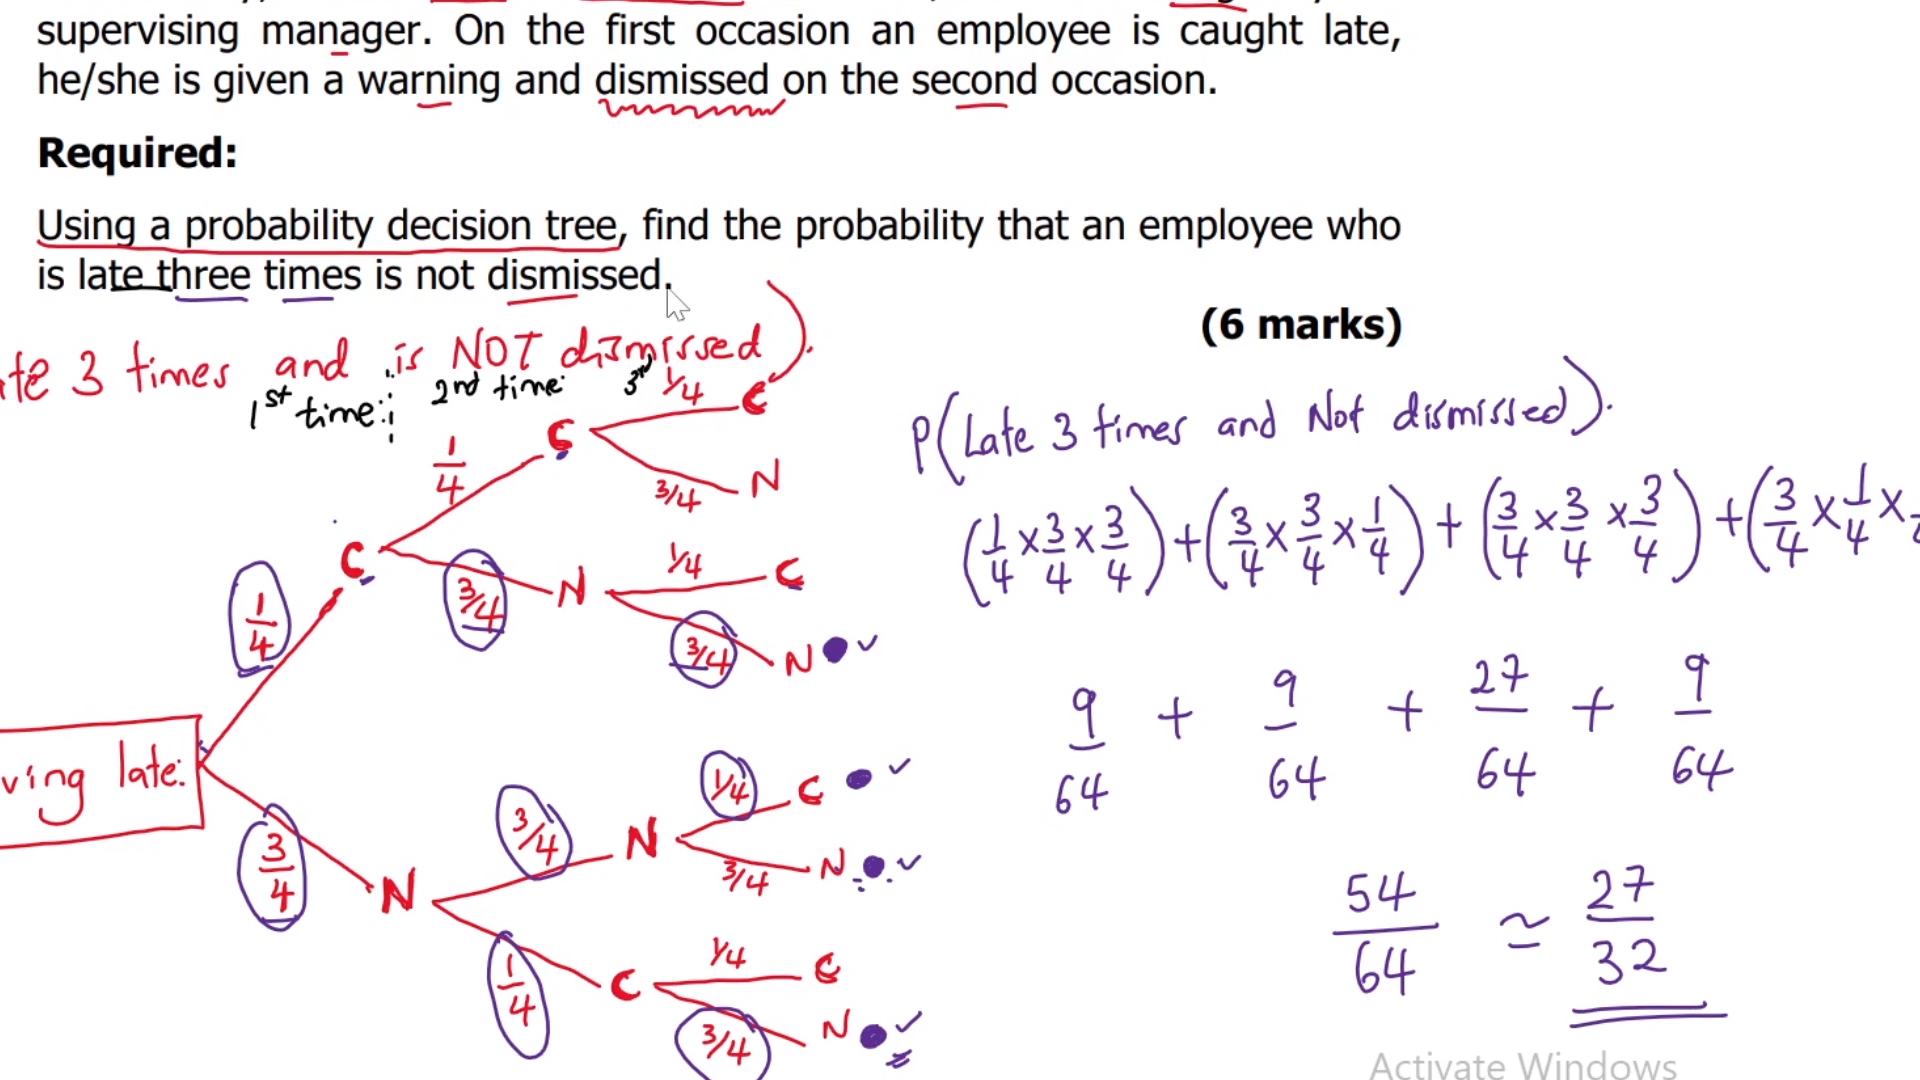 supervising manager. On the first occasion an employee is caught late,
he/she is given a warning and dismissed on the second occasion.
Required:
Using a probability decision tree, find the probability that an employee who
is late three times is not dismissed.
(6 marks)
3 times and is NOT dismissed).
1st time: 2nd time: 3rd
1/4 C
C
1/4
3/4 N
C
1/4
1/4 C
3/4 N
3/4 N
late:
3/4
N
3/4 N
1/4 C
3/4 N
1/4 C
1/4 C
3/4 N
P(Late 3 times and Not dismissed).
(1/4 × 3/4 × 3/4) + (3/4 × 3/4 × 1/4) + (3/4 × 3/4 × 3/4) + (3/4 × 1/4 ×
9/64 + 9/64 + 27/64 + 9/64
54/64 ≃ 27/32
Activate Windows